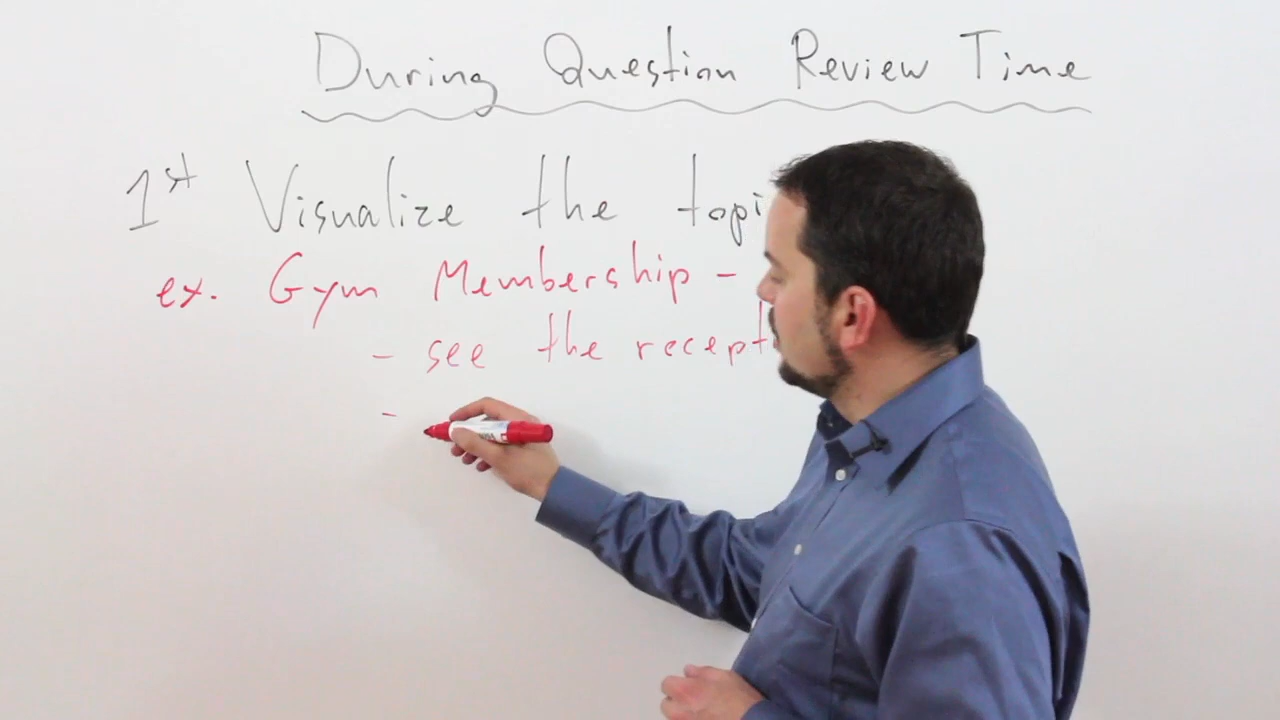 During Question Review Time
1st Visualize the topi
ex. Gym Membership -
- see the recept
-